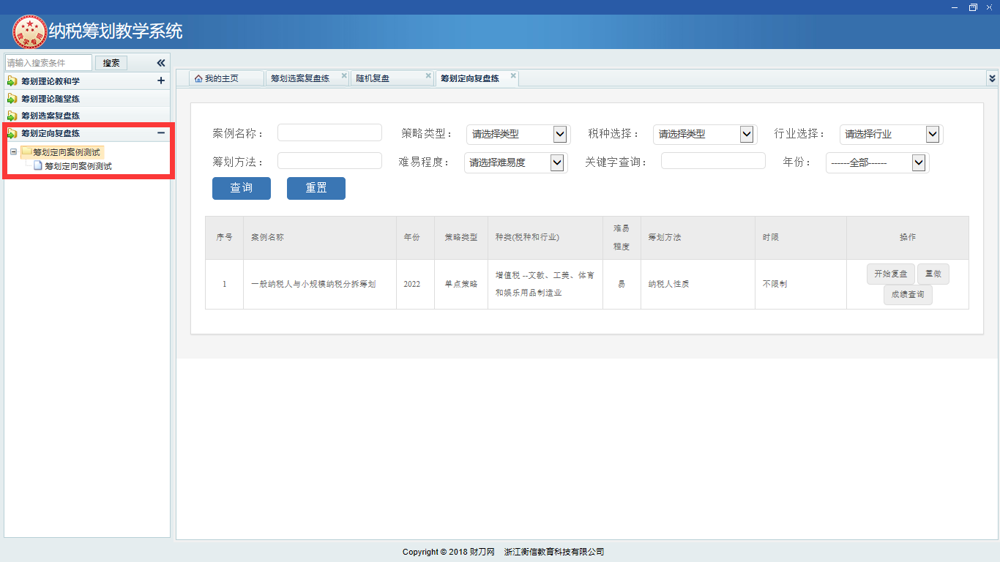 纳税筹划教学系统
请输入搜索条件 搜索
筹划理论教和学
筹划理论随堂练
筹划选案复盘练
筹划定向复盘练
筹划定向案例测试
筹划定向案例测试
我的主页 筹划选案复盘练 随机复盘 筹划定向复盘练
案例名称： 策略类型： 请选择类型 税种选择： 请选择类型 行业选择： 请选择行业
筹划方法： 难易程度： 请选择难易度 关键字查询： 年份： ------全部------
查询 重置
序号 案例名称 年份 策略类型 种类(税种和行业) 难易程度 筹划方法 时限 操作
1 一般纳税人与小规模纳税分拆筹划 2022 单点策略 增值税 --文教、工美、体育和娱乐用品制造业 易 纳税人性质 不限制 开始复盘 重做
成绩查询
Copyright © 2018 财刀网 浙江衡信教育科技有限公司